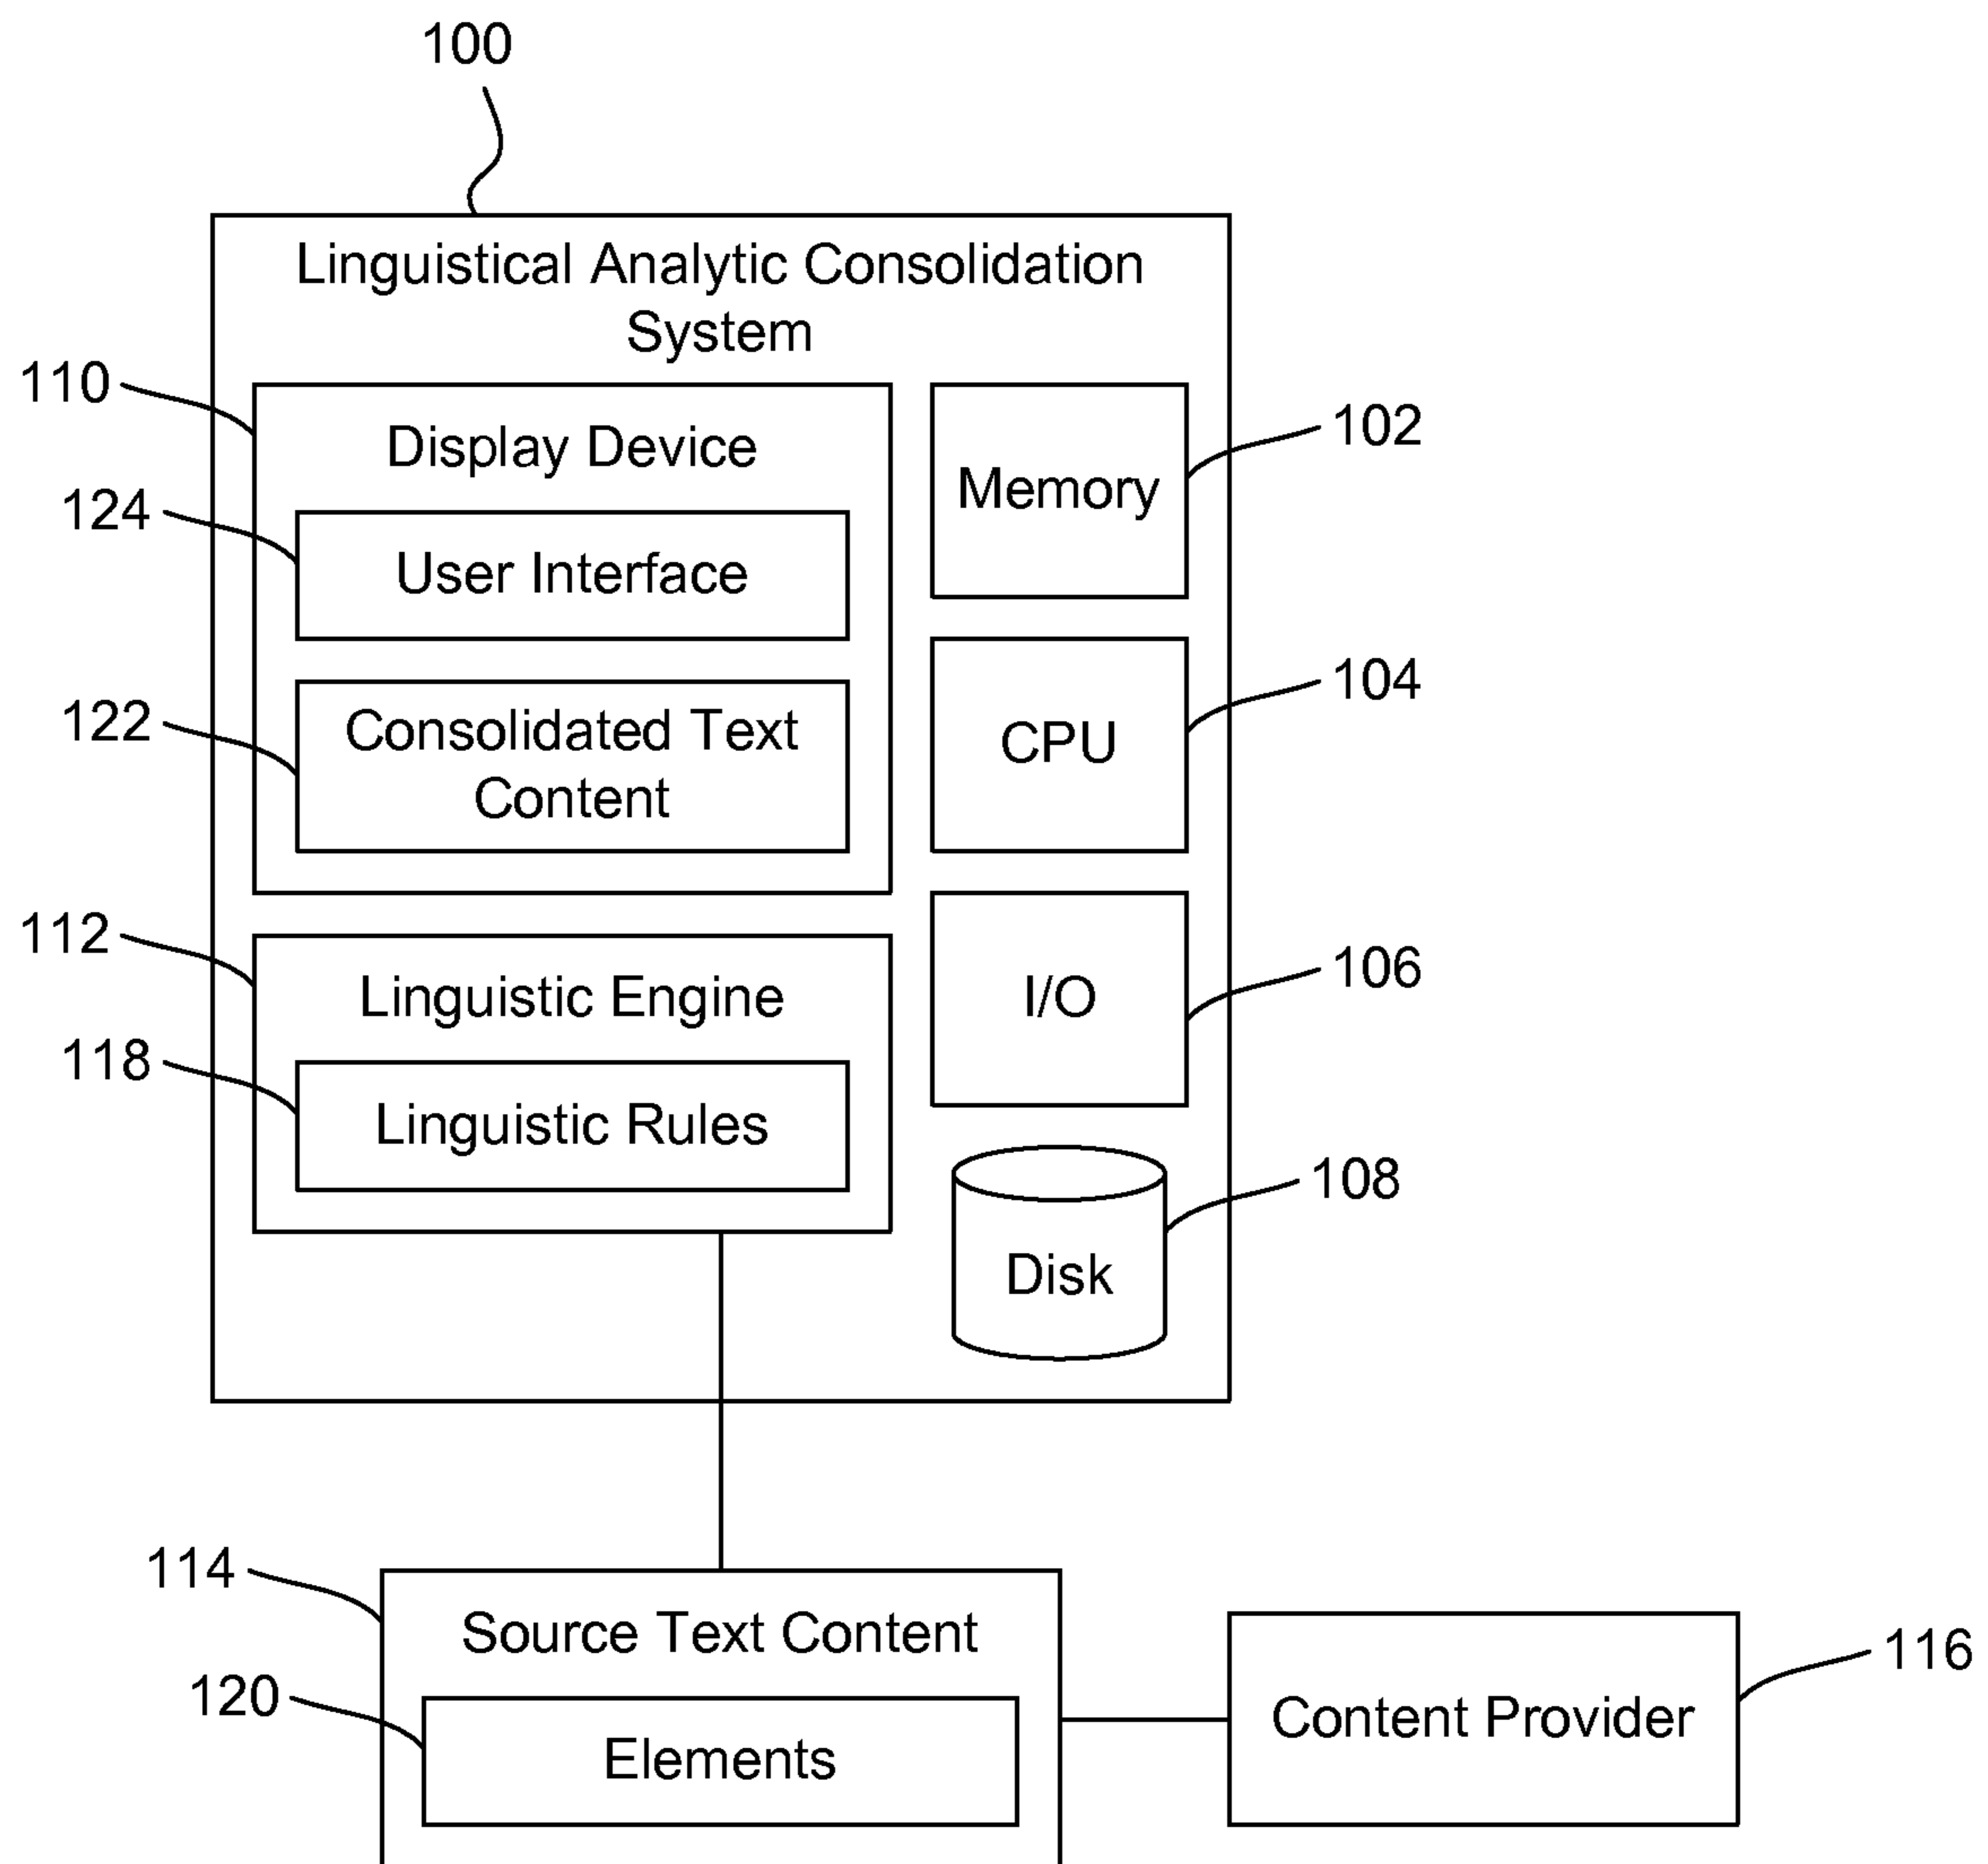 100
Linguistical Analytic Consolidation
System
110
Display Device
102
Memory
124
User Interface
104
CPU
122
Consolidated Text
Content
112
Linguistic Engine
106
I/O
118
Linguistic Rules
108
Disk
114
Source Text Content
116
Content Provider
120
Elements